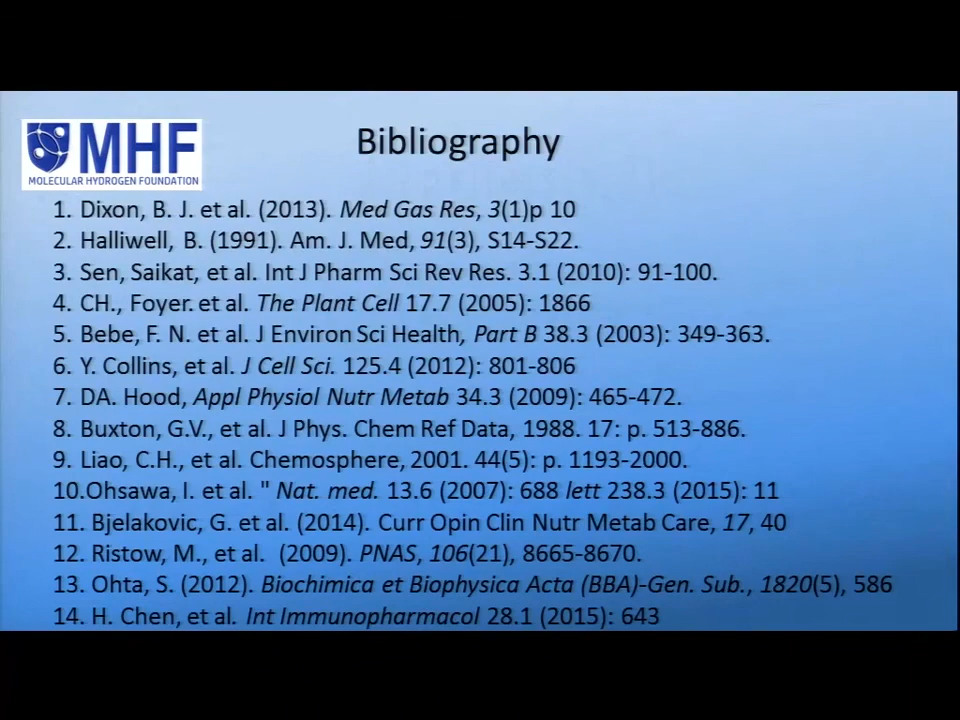 MHF
MOLECULAR HYDROGEN FOUNDATION
Bibliography
1. Dixon, B. J. et al. (2013). Med Gas Res, 3(1)p 10
2. Halliwell, B. (1991). Am. J. Med, 91(3), S14-S22.
3. Sen, Saikat, et al. Int J Pharm Sci Rev Res. 3.1 (2010): 91-100.
4. CH., Foyer. et al. The Plant Cell 17.7 (2005): 1866
5. Bebe, F. N. et al. J Environ Sci Health, Part B 38.3 (2003): 349-363.
6. Y. Collins, et al. J Cell Sci. 125.4 (2012): 801-806
7. DA. Hood, Appl Physiol Nutr Metab 34.3 (2009): 465-472.
8. Buxton, G.V., et al. J Phys. Chem Ref Data, 1988. 17: p. 513-886.
9. Liao, C.H., et al. Chemosphere, 2001. 44(5): p. 1193-2000.
10.Ohsawa, I. et al. " Nat. med. 13.6 (2007): 688 lett 238.3 (2015): 11
11. Bjelakovic, G. et al. (2014). Curr Opin Clin Nutr Metab Care, 17, 40
12. Ristow, M., et al. (2009). PNAS, 106(21), 8665-8670.
13. Ohta, S. (2012). Biochimica et Biophysica Acta (BBA)-Gen. Sub., 1820(5), 586
14. H. Chen, et al. Int Immunopharmacol 28.1 (2015): 643